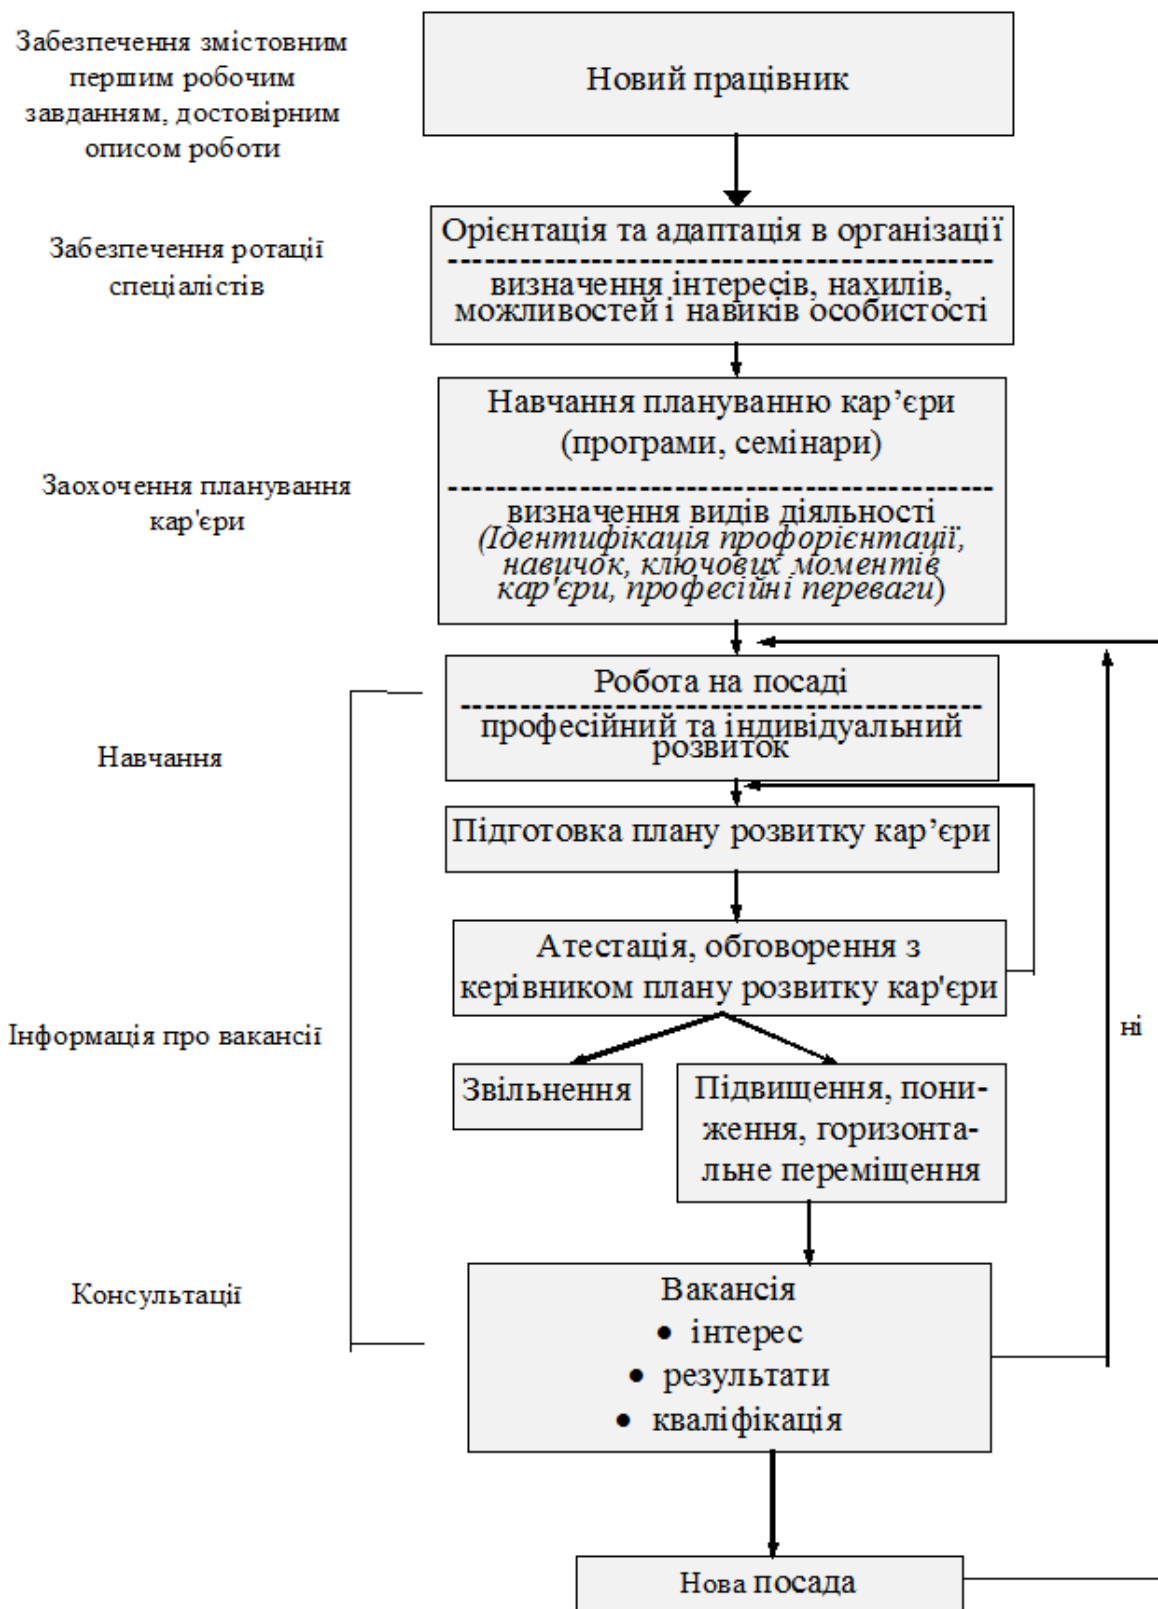 Забезпечення змістовним
першим робочим
завданням, достовірним
описом роботи
Новий працівник
Забезпечення ротації
спеціалістів
Орієнтація та адаптація в організації
визначення інтересів, нахилів,
можливостей і навиків особистості
Заохочення планування
кар'єри
Навчання плануванню кар’єри
(програми, семінари)
визначення видів діяльності
(Ідентифікація профорієнтації,
навичок, ключових моментів
кар'єри, професійні переваги)
Навчання
Робота на посаді
професійний та індивідуальний
розвиток
Підготовка плану розвитку кар’єри
Атестація, обговорення з
керівником плану розвитку кар'єри
Інформація про вакансії
ні
Звільнення
Підвищення, пони-
ження, горизонта-
льне переміщення
Консультації
Вакансія
• інтерес
• результати
• кваліфікація
Нова посада